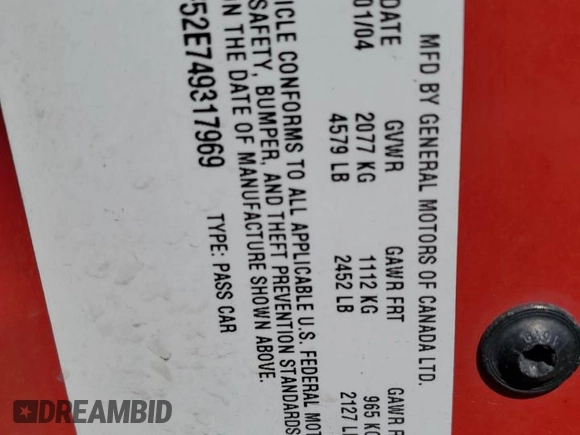 MFD BY GENERAL MOTORS OF CANADA LTD.
DATE GVWR GAWR FRT GAWR
01/04 2077 KG 1112 KG 965 KG
4579 LB 2452 LB 2127
CONFORMS TO ALL APPLICABLE U.S. FEDERAL
SAFETY, BUMPER, AND THEFT PREVENTION STANDARDS
ON THE DATE OF MANUFACTURE SHOWN ABOVE.
52E749317969 TYPE: PASS CAR
DREAMBID